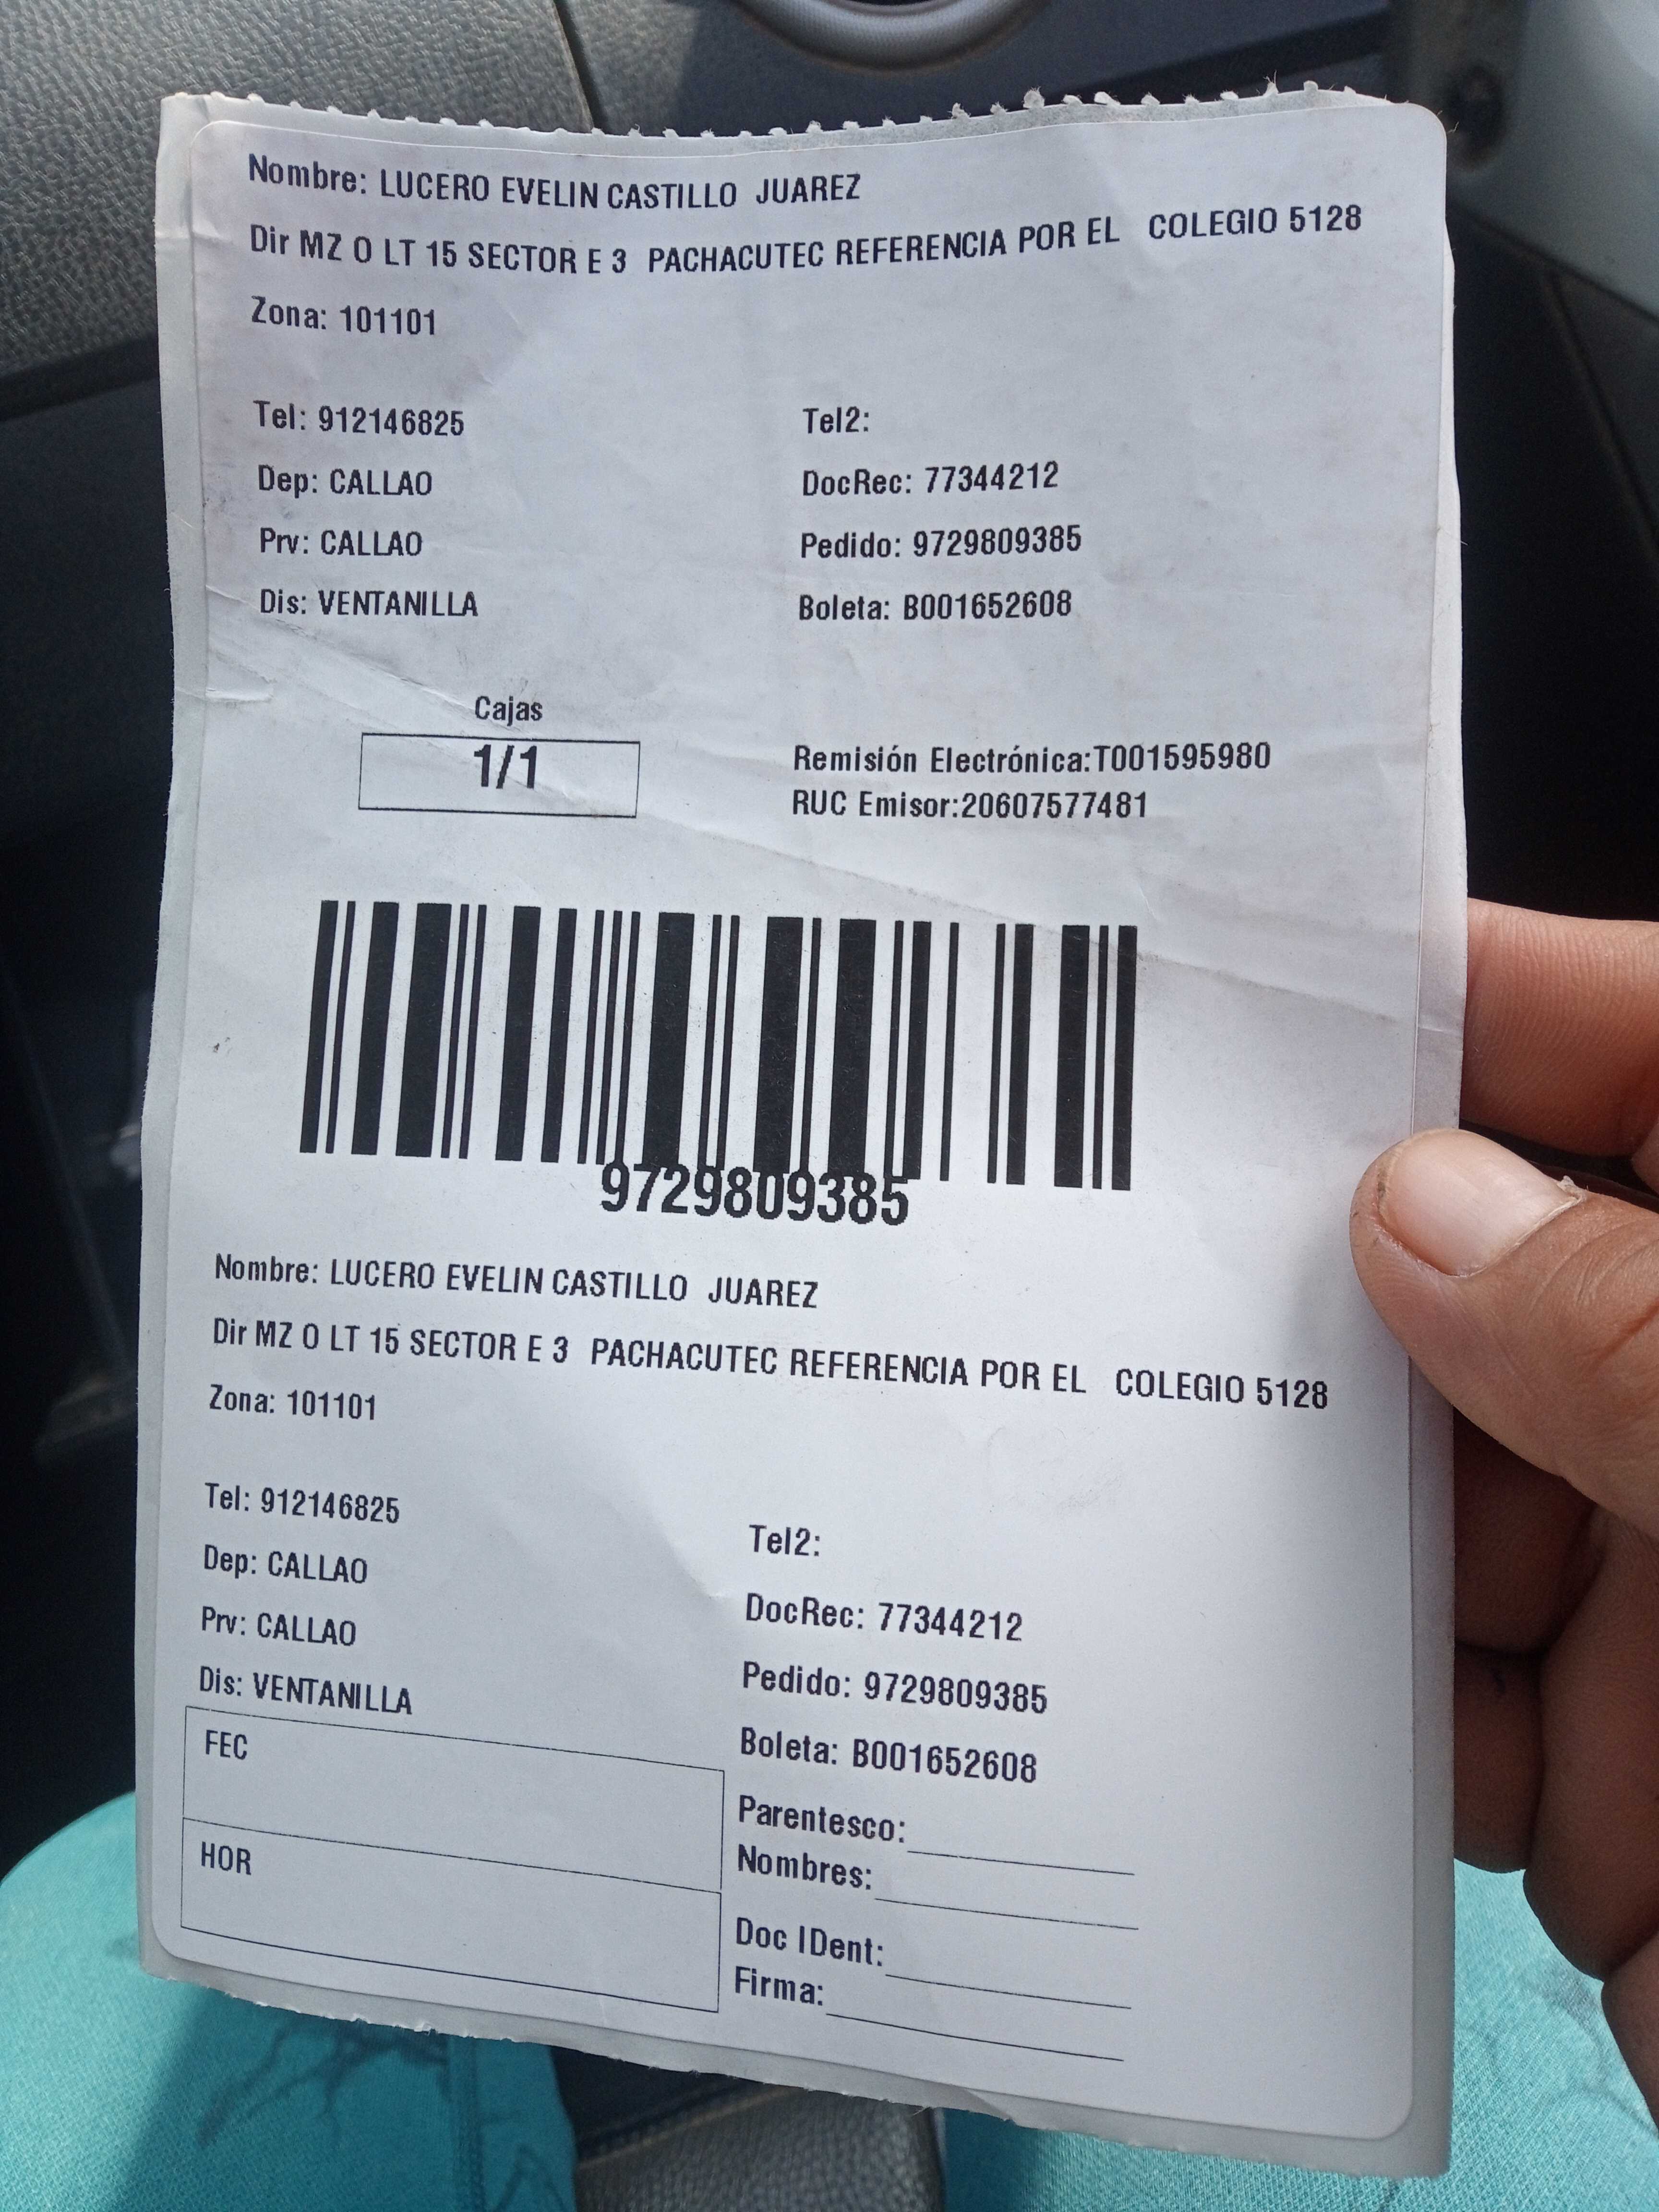 Nombre: LUCERO EVELIN CASTILLO JUAREZ
Dir MZ O LT 15 SECTOR E 3 PACHACUTEC REFERENCIA POR EL COLEGIO 5128
Zona: 101101
Tel: 912146825 Tel2:
Dep: CALLAO DocRec: 77344212
Prv: CALLAO Pedido: 9729809385
Dis: VENTANILLA Boleta: B001652608
Cajas
1/1
Remisión Electrónica:T001595980
RUC Emisor:20607577481
9729809385
Nombre: LUCERO EVELIN CASTILLO JUAREZ
Dir MZ O LT 15 SECTOR E 3 PACHACUTEC REFERENCIA POR EL COLEGIO 5128
Zona: 101101
Tel: 912146825 Tel2:
Dep: CALLAO DocRec: 77344212
Prv: CALLAO Pedido: 9729809385
Dis: VENTANILLA Boleta: B001652608
FEC
HOR
Parentesco:
Nombres:
Doc IDent:
Firma: